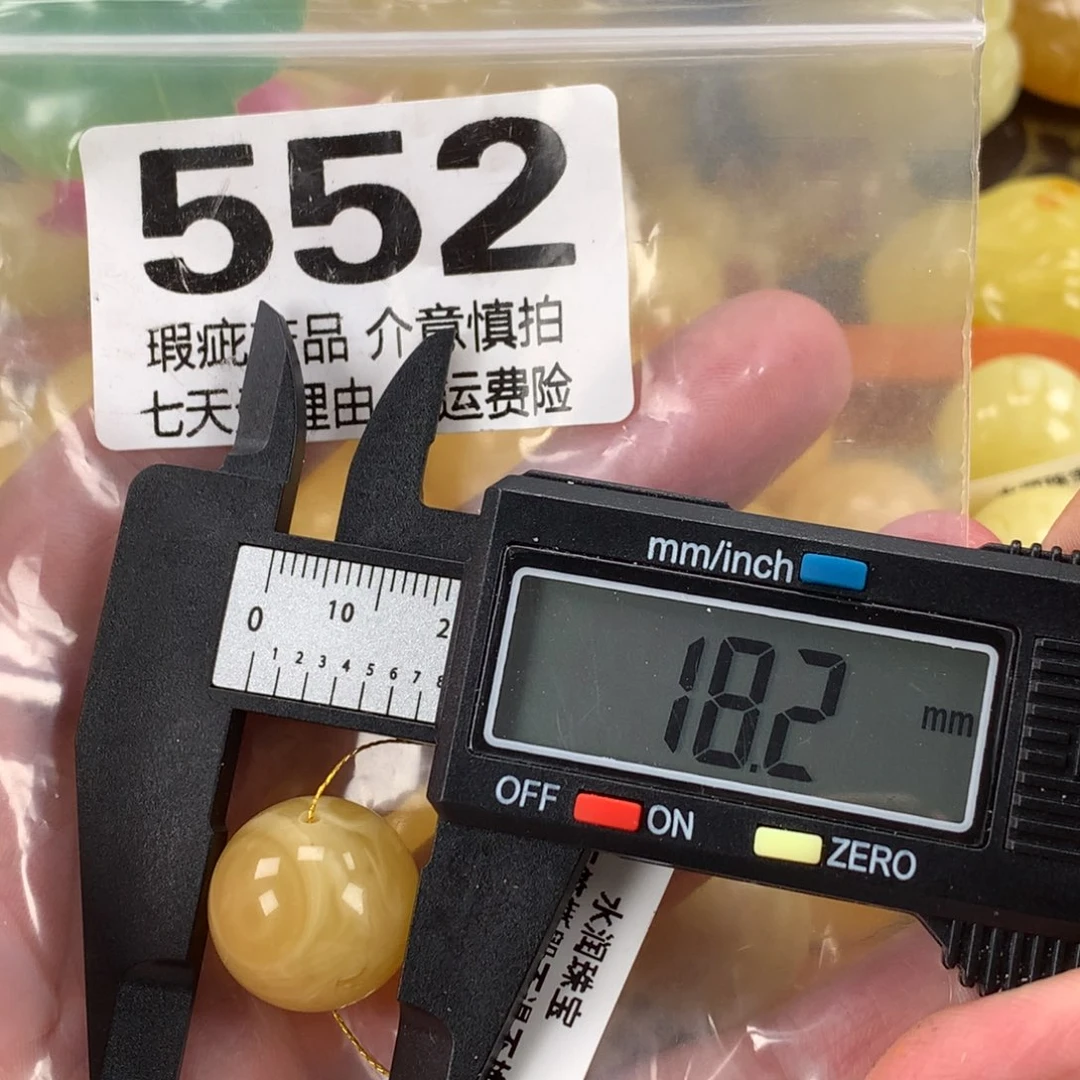 552
瑕疵 品 介意慎拍
七天 理由 运费险
mm/inch
0 10 2
1 2 3 4 5 6 7 8
18.2 mm
OFF ON ZERO
水润珠宝